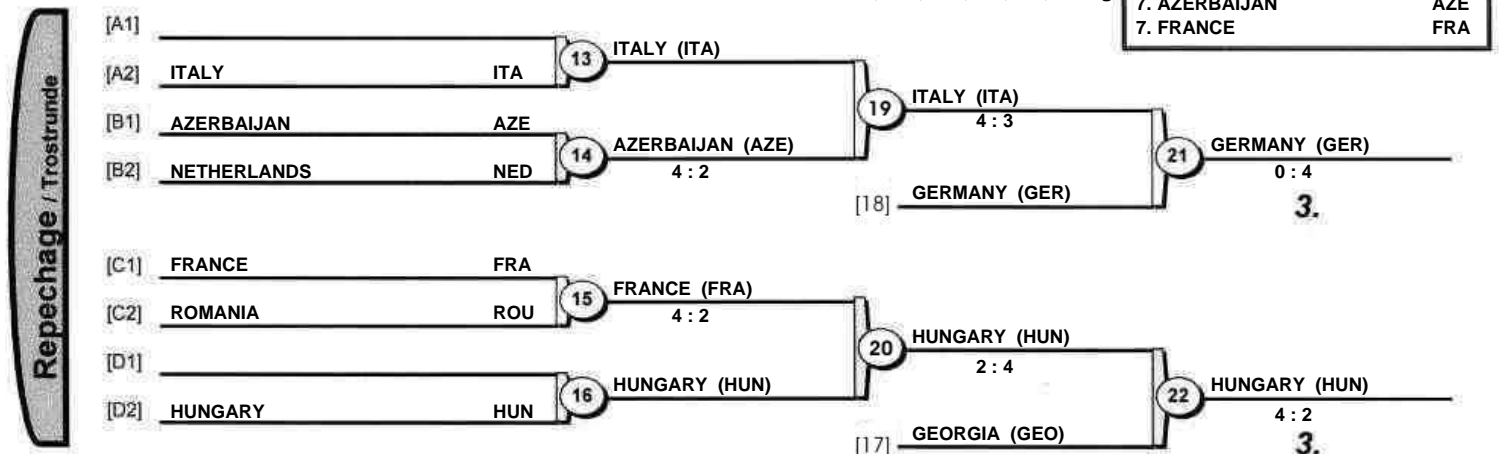 7. AZERBAIJAN AZE
7. FRANCE FRA
Repechage / Trostrunde
[A1]
13 ITALY (ITA)
[A2] ITALY ITA
19 ITALY (ITA)
4 : 3
[B1] AZERBAIJAN AZE
14 AZERBAIJAN (AZE)
4 : 2
21 GERMANY (GER)
0 : 4
[B2] NETHERLANDS NED
[18] GERMANY (GER)
3.
[C1] FRANCE FRA
15 FRANCE (FRA)
4 : 2
[C2] ROMANIA ROU
20 HUNGARY (HUN)
2 : 4
[D1]
16 HUNGARY (HUN)
22 HUNGARY (HUN)
4 : 2
[D2] HUNGARY HUN
[17] GEORGIA (GEO)
3.